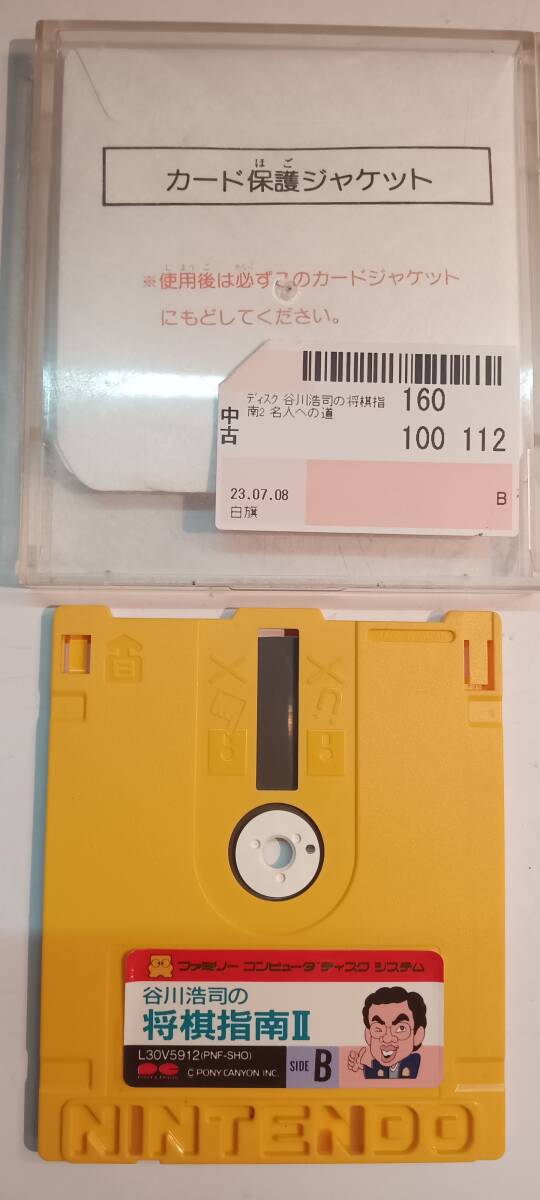 ほご
カード保護ジャケット
※使用後は必ずこのカードジャケット
にもどしてください。
ディスク 谷川浩司の将棋指
南2 名人への道
160
中古
100 112
23.07.08
B
白旗
B
ファミリー コンピュータ ディスク システム
谷川浩司の
将棋指南II
L30V5912(PNF-SHO)
SIDE B
© PONY CANYON INC.
NINTENDO